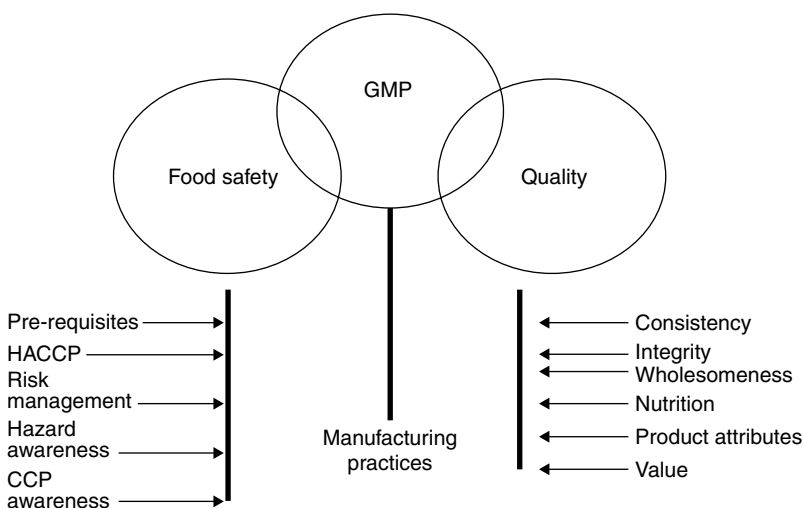 GMP
Food safety
Quality
Pre-requisites
HACCP
Risk
management
Hazard
awareness
CCP
awareness
Manufacturing
practices
Consistency
Integrity
Wholesomeness
Nutrition
Product attributes
Value